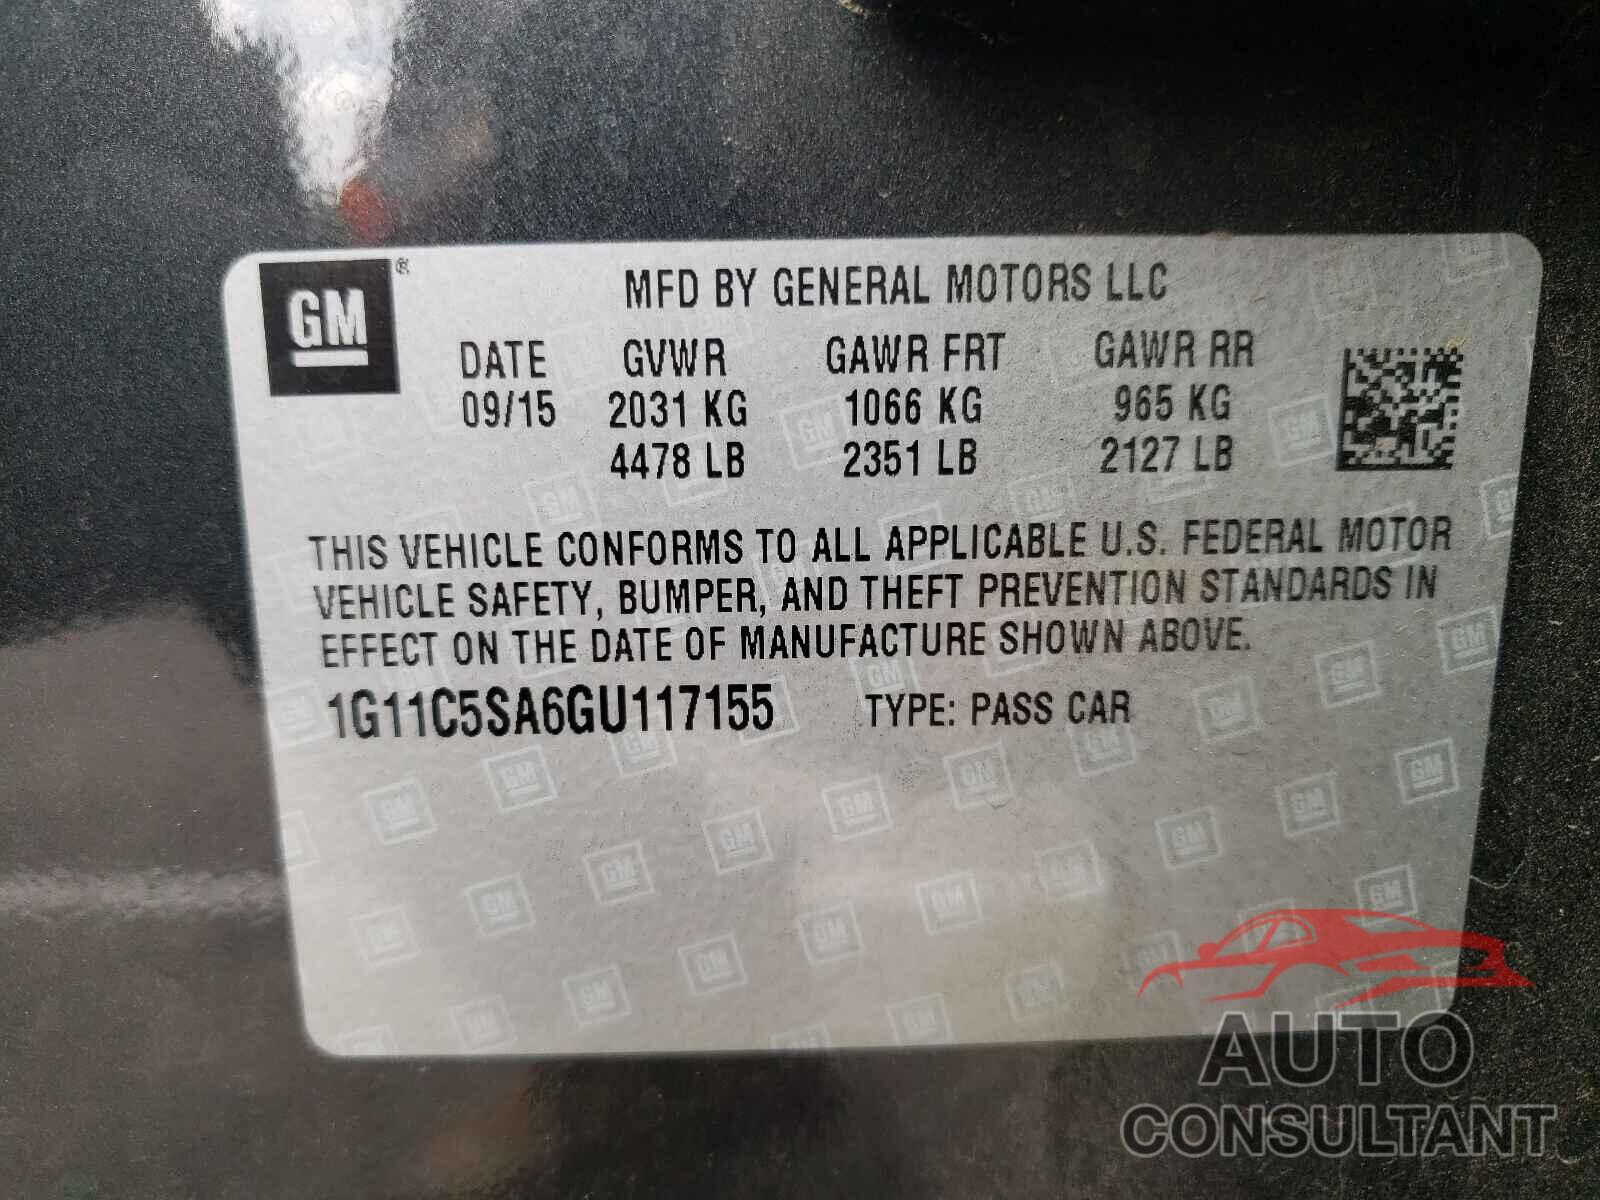 GM®
MFD BY GENERAL MOTORS LLC
DATE GVWR GAWR FRT GAWR RR
09/15 2031 KG 1066 KG 965 KG
4478 LB 2351 LB 2127 LB
THIS VEHICLE CONFORMS TO ALL APPLICABLE U.S. FEDERAL MOTOR
VEHICLE SAFETY, BUMPER, AND THEFT PREVENTION STANDARDS IN
EFFECT ON THE DATE OF MANUFACTURE SHOWN ABOVE.
1G11C5SA6GU117155 TYPE: PASS CAR
AUTO
CONSULTANT